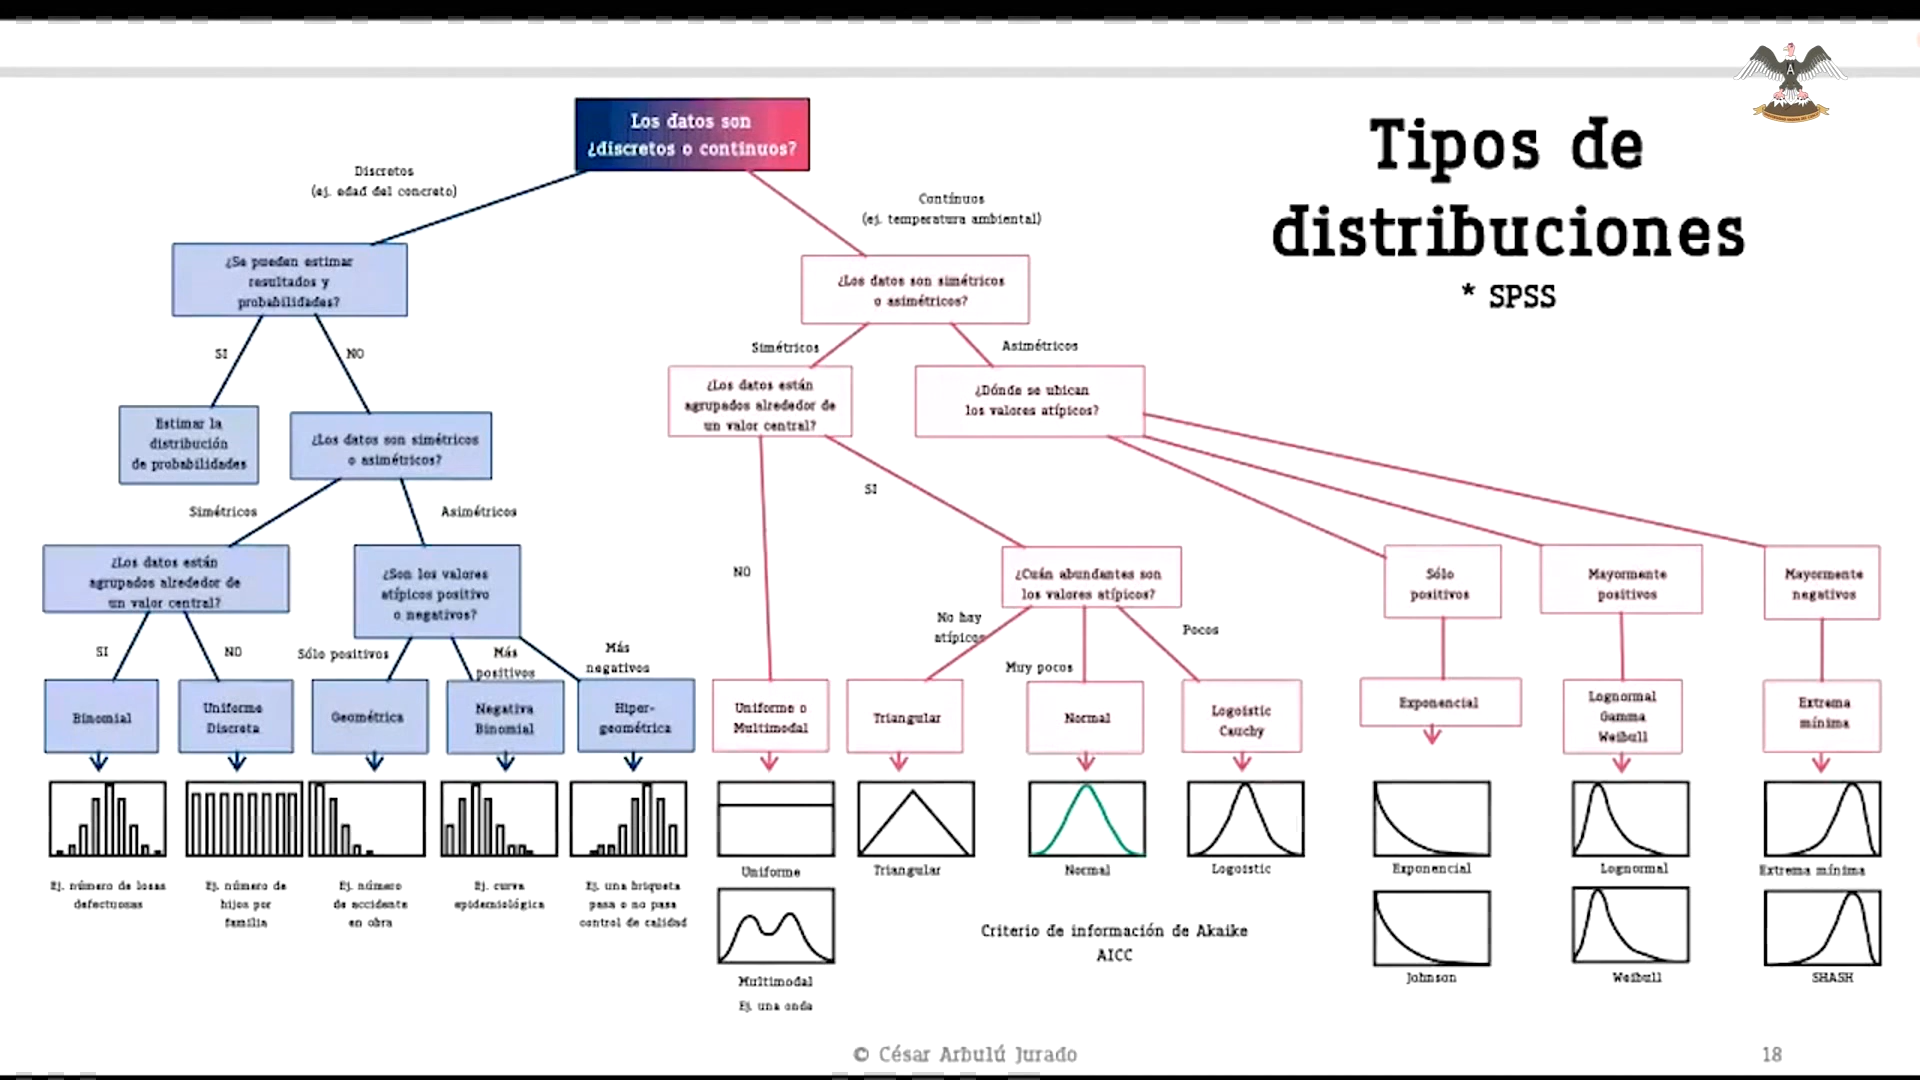 Tipos de
distribuciones
* SPSS
Los datos son
¿discretos o continuos?
Discretos
(ej. edad del concreto)
Contínuos
(ej. temperatura ambiental)
¿Se pueden estimar
resultados y
probabilidades?
¿Los datos son simétricos
o asimétricos?
SI
NO
Simétricos
Asimétricos
Estimar la
distribución
de probabilidades
¿Los datos son simétricos
o asimétricos?
¿Los datos están
agrupados alrededor de
un valor central?
¿Dónde se ubican
los valores atípicos?
Simétricos
Asimétricos
SI
NO
¿Los datos están
agrupados alrededor de
un valor central?
¿Son los valores
atípicos positivo
o negativos?
¿Cuán abundantes son
los valores atípicos?
Sólo
positivos
Mayormente
positivos
Mayormente
negativos
SI
NO
Sólo positivos
Más
positivos
Más
negativos
No hay
atípicos
Muy pocos
Pocos
Binomial
Uniforme
Discreta
Geométrica
Negativa
Binomial
Hiper-
geométrica
Uniforme o
Multimodal
Triangular
Normal
Logoistic
Cauchy
Exponencial
Lognormal
Gamma
Weibull
Extrema
mínima
Ej. número de losas
defectuosas
Ej. número de
hijos por
familia
Ej. número
de accidente
en obra
Ej. curva
epidemiológica
Ej. una briqueta
pasa o no pasa
control de calidad
Uniforme
Triangular
Normal
Logoistic
Exponencial
Lognormal
Extrema mínima
Multimodal
Ej. una onda
Criterio de información de Akaike
AICC
Johnson
Weibull
SHASH
© César Arbulú Jurado
18